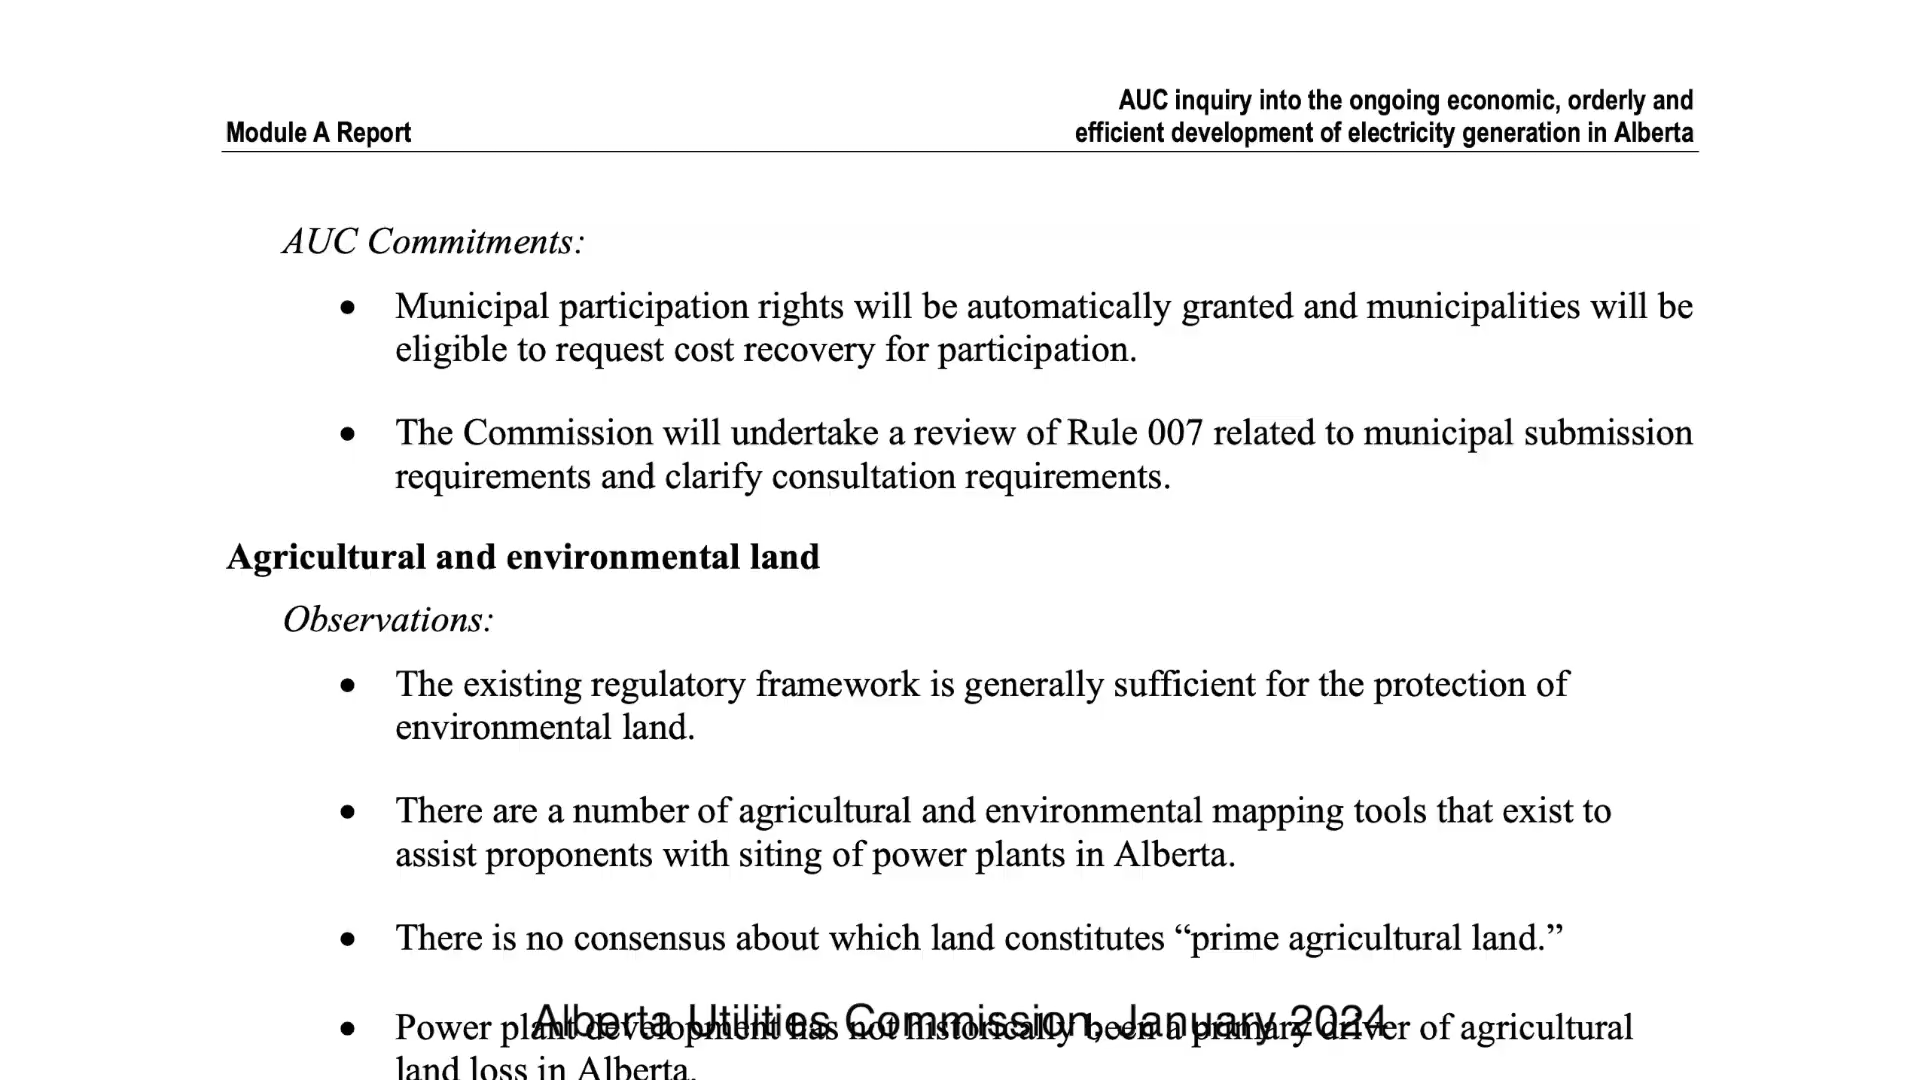 AUC inquiry into the ongoing economic, orderly and
Module A Report
efficient development of electricity generation in Alberta
AUC Commitments:
• Municipal participation rights will be automatically granted and municipalities will be
eligible to request cost recovery for participation.
• The Commission will undertake a review of Rule 007 related to municipal submission
requirements and clarify consultation requirements.
Agricultural and environmental land
Observations:
• The existing regulatory framework is generally sufficient for the protection of
environmental land.
• There are a number of agricultural and environmental mapping tools that exist to
assist proponents with siting of power plants in Alberta.
• There is no consensus about which land constitutes “prime agricultural land.”
Alberta Utilities Commission, January 2024
• Power plant development has not historically been a primary driver of agricultural
land loss in Alberta.